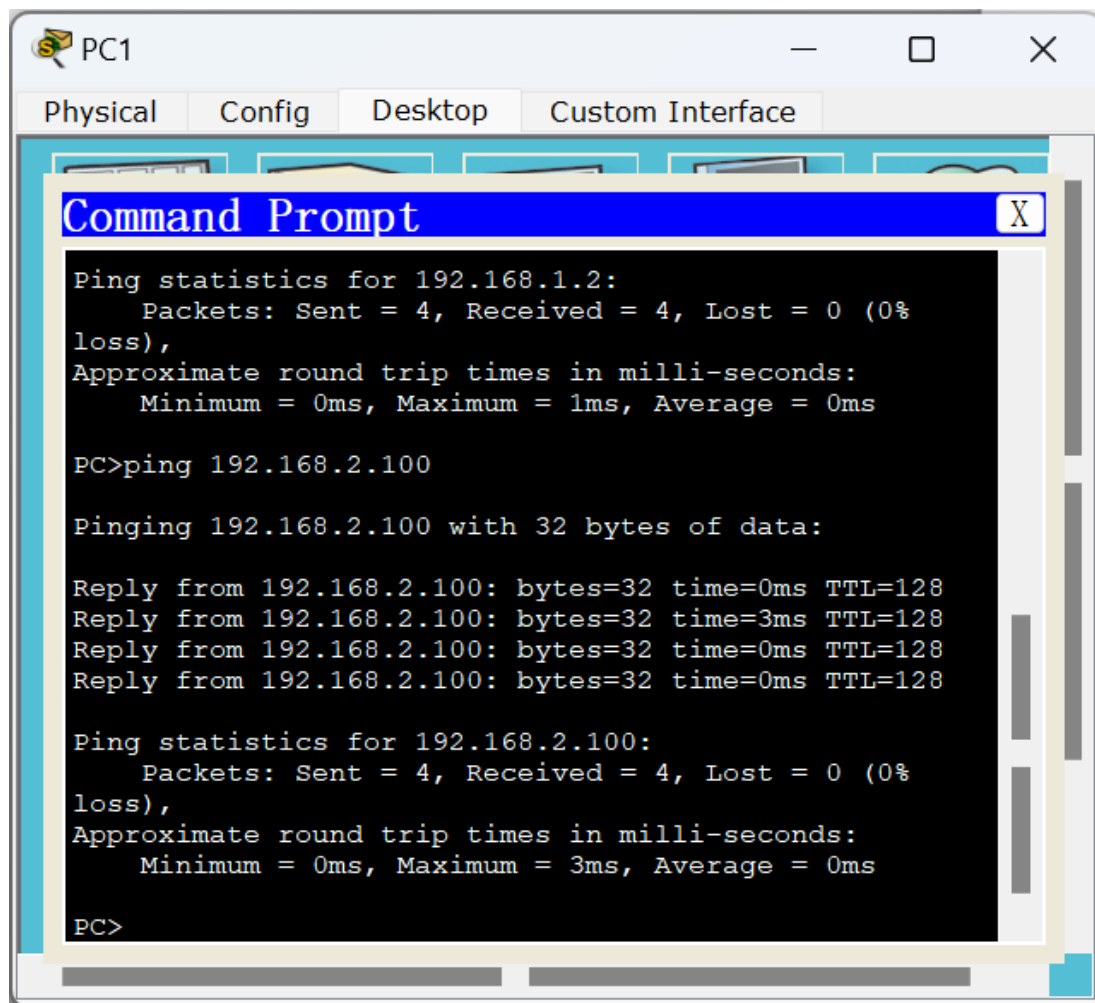 PC1
Physical Config Desktop Custom Interface
Command Prompt X
Ping statistics for 192.168.1.2:
Packets: Sent = 4, Received = 4, Lost = 0 (0%
loss),
Approximate round trip times in milli-seconds:
Minimum = 0ms, Maximum = 1ms, Average = 0ms
PC>ping 192.168.2.100
Pinging 192.168.2.100 with 32 bytes of data:
Reply from 192.168.2.100: bytes=32 time=0ms TTL=128
Reply from 192.168.2.100: bytes=32 time=3ms TTL=128
Reply from 192.168.2.100: bytes=32 time=0ms TTL=128
Reply from 192.168.2.100: bytes=32 time=0ms TTL=128
Ping statistics for 192.168.2.100:
Packets: Sent = 4, Received = 4, Lost = 0 (0%
loss),
Approximate round trip times in milli-seconds:
Minimum = 0ms, Maximum = 3ms, Average = 0ms
PC>